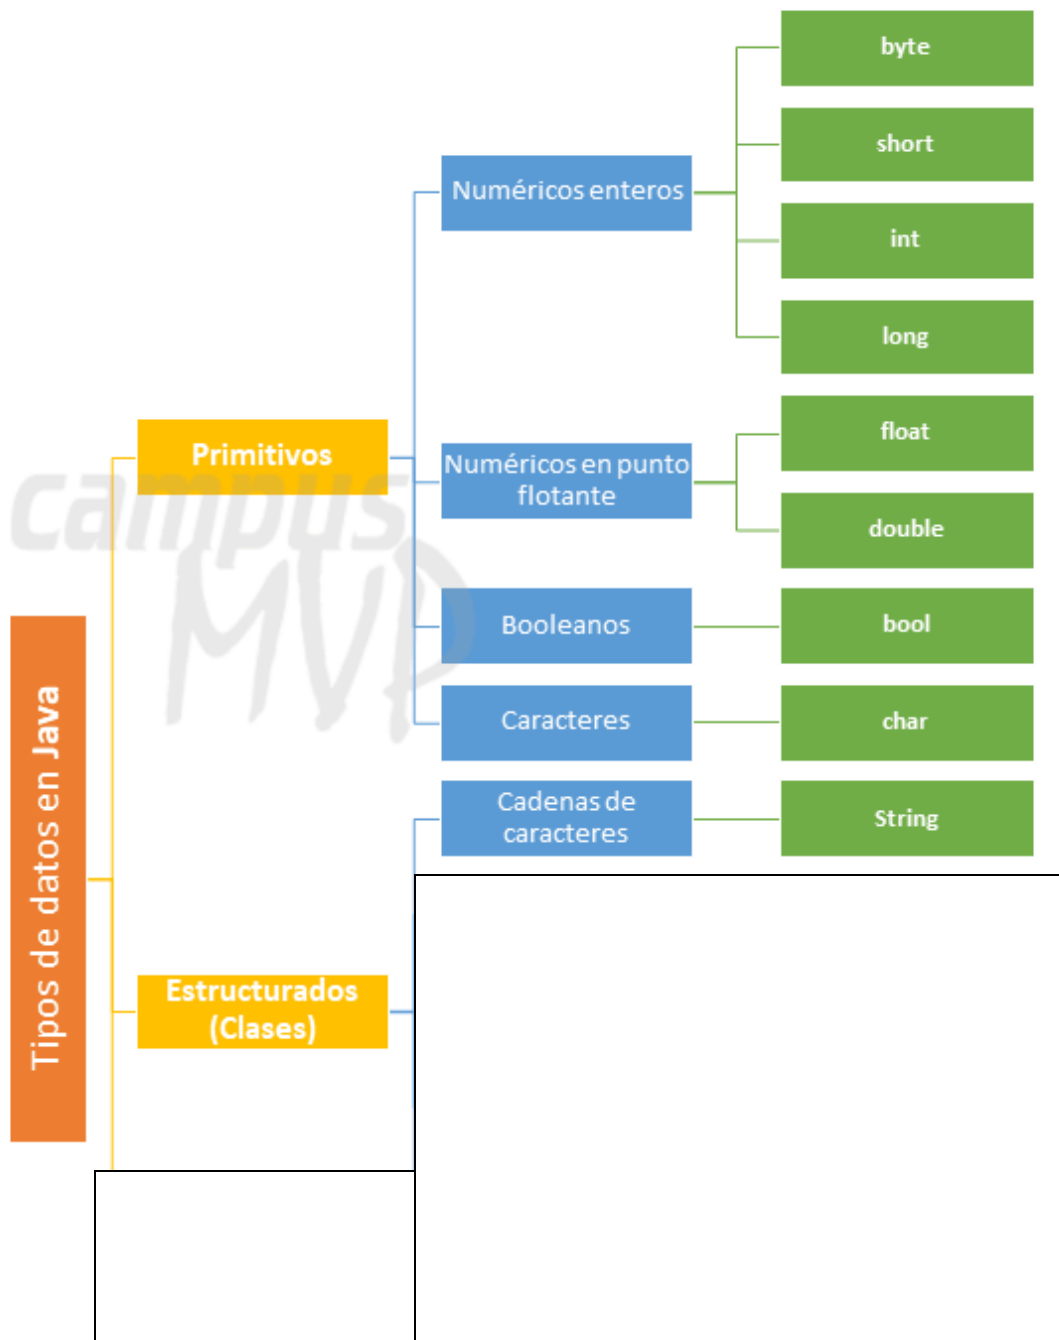 byte
short
Numéricos enteros
int
long
Primitivos
float
Numéricos en punto
flotante
double
campus
MVP
Booleanos
bool
Caracteres
char
Cadenas de
caracteres
String
Tipos de datos en Java
Estructurados
(Clases)